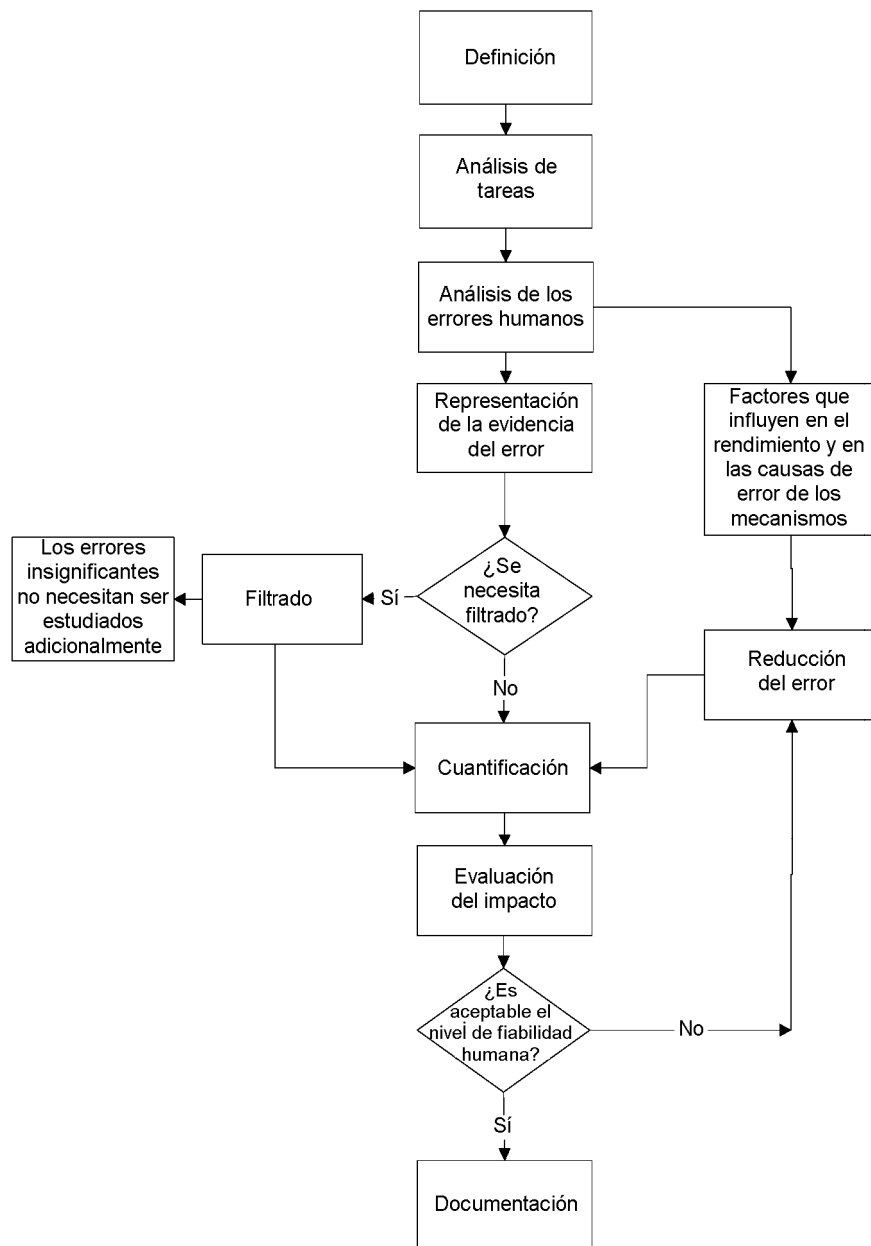 Definición
Análisis de
tareas
Análisis de los
errores humanos
Representación
de la evidencia
del error
Factores que
influyen en el
rendimiento y en
las causas de
error de los
mecanismos
Los errores
insignificantes
no necesitan ser
estudiados
adicionalmente
Filtrado
Sí
¿Se
necesita
filtrado?
No
Reducción
del error
Cuantificación
Evaluación
del impacto
¿Es
aceptable el
nivel de fiabilidad
humana?
No
Sí
Documentación